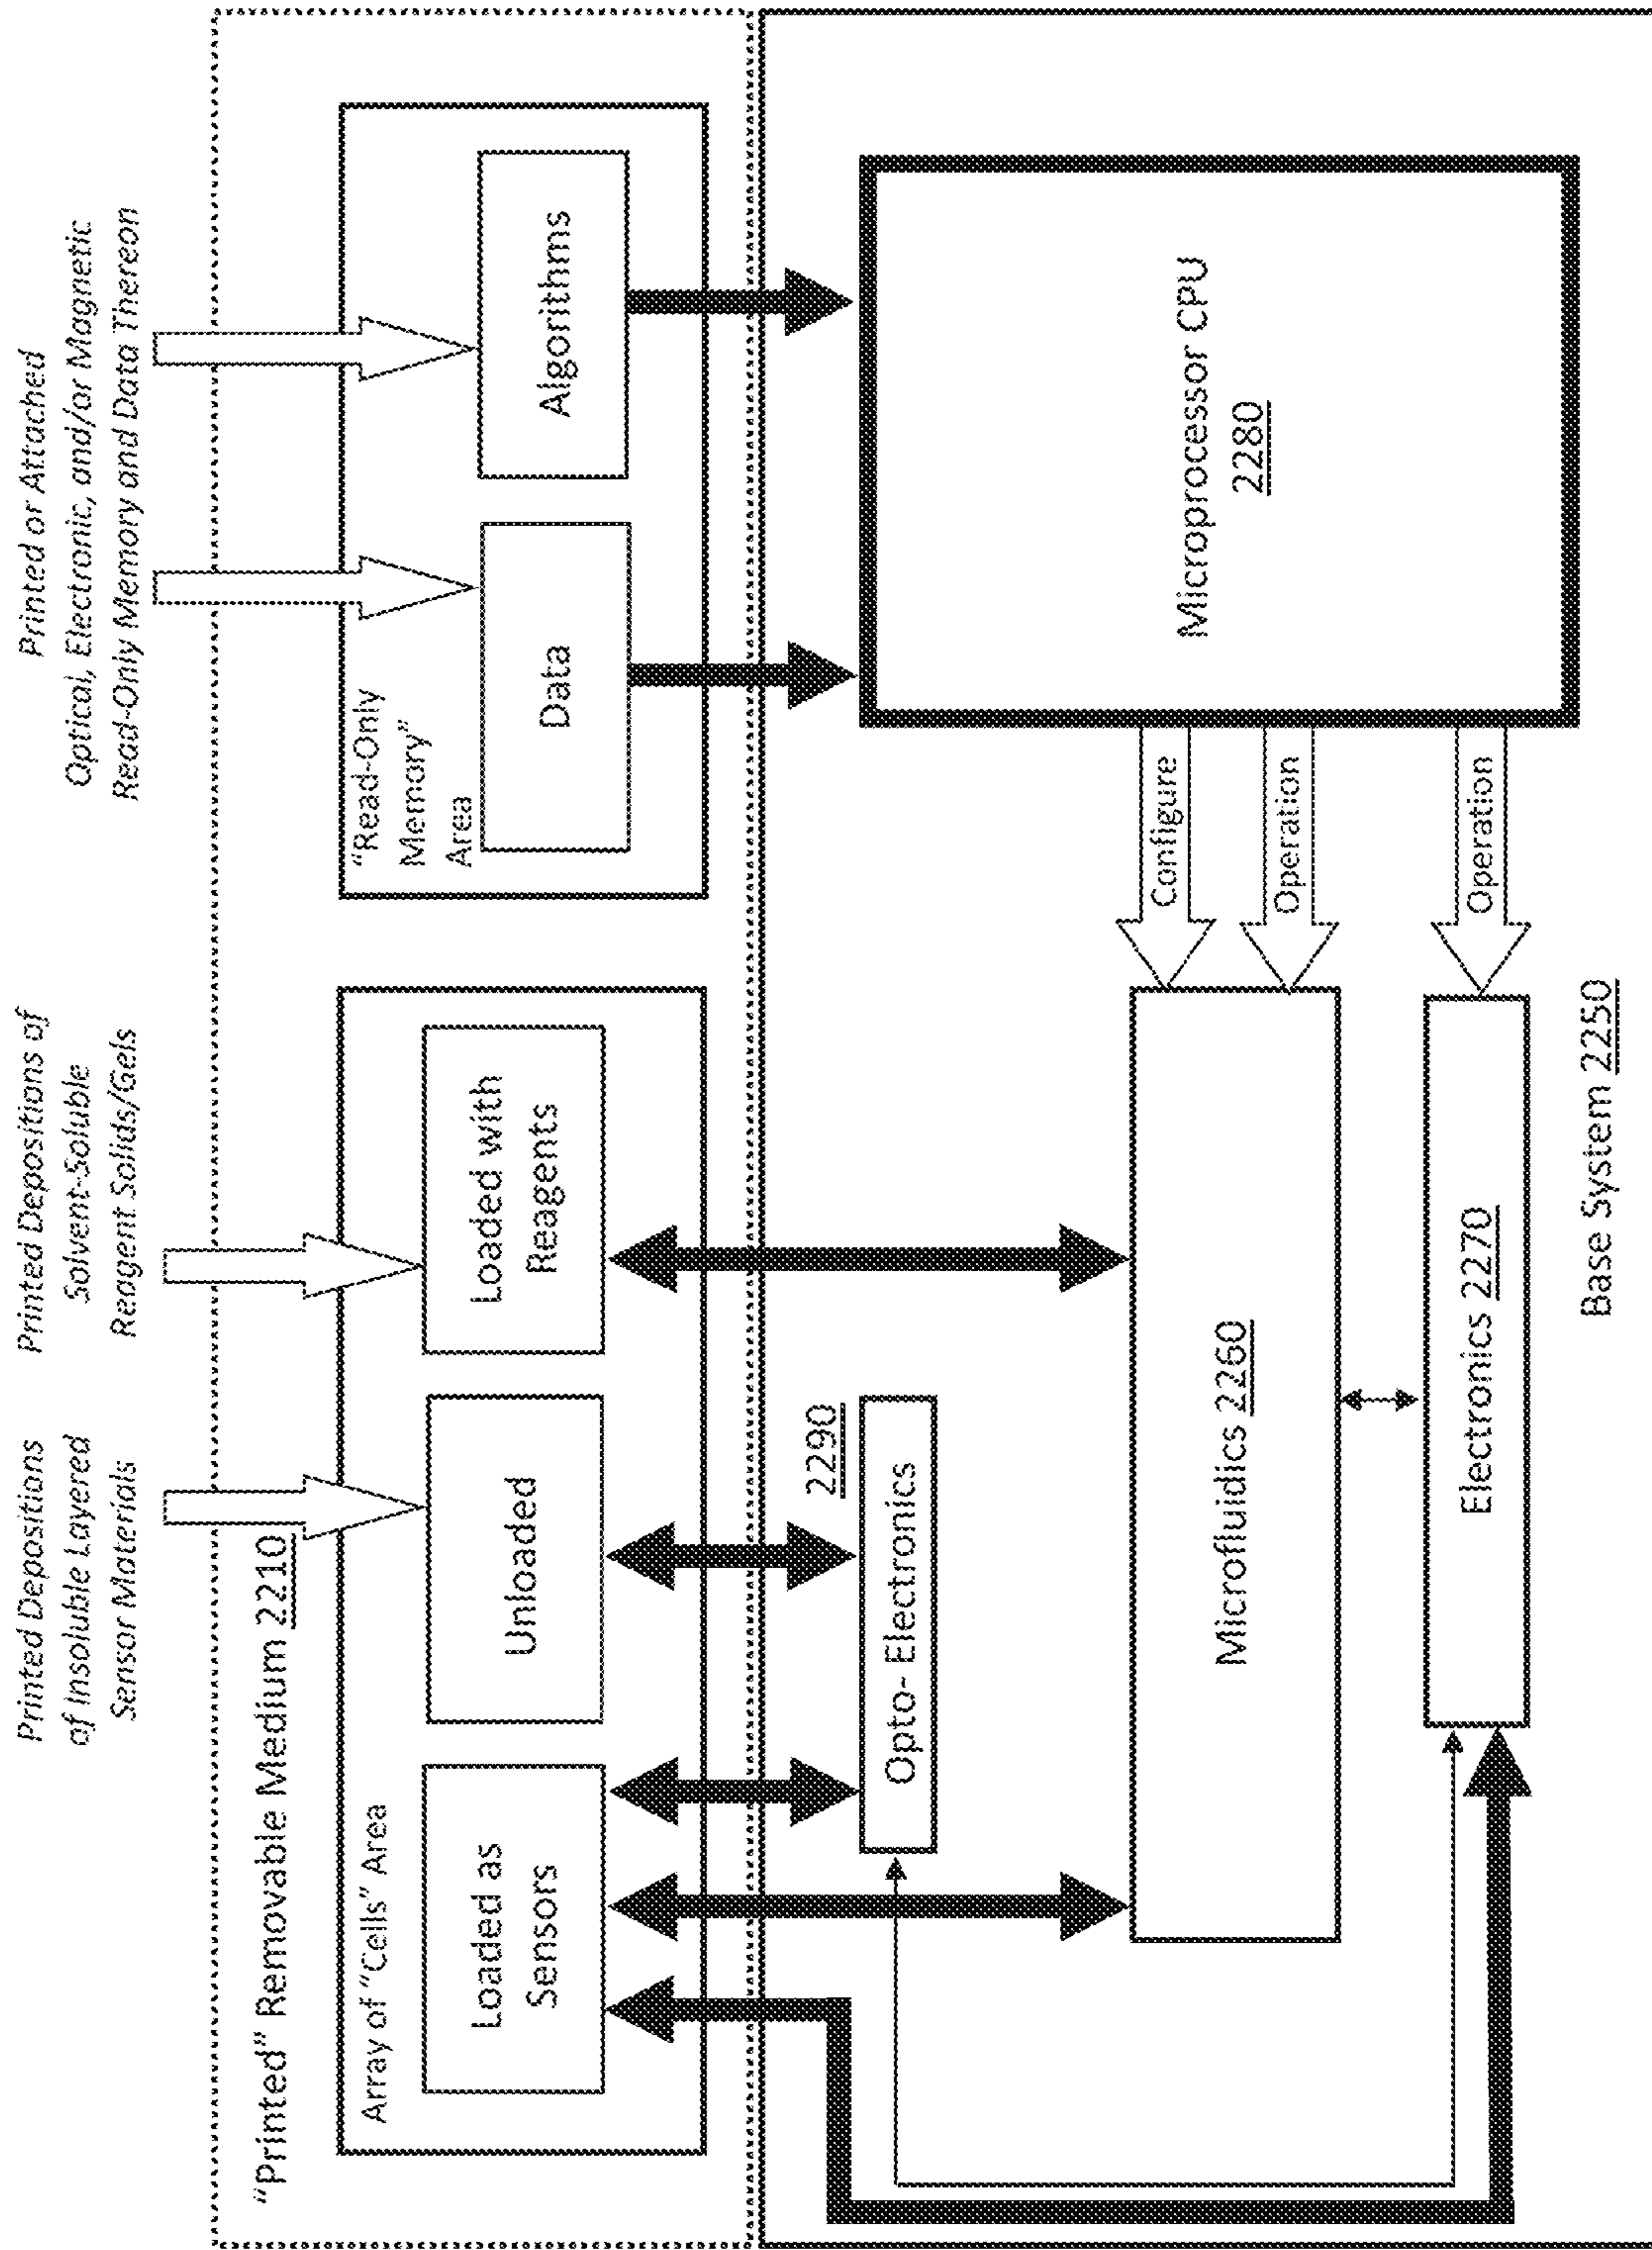 Printed Depositions
of Insoluble Layered
Sensor Materials
Printed Depositions of
Solvent-Soluble
Reagent Solids/Gels
Printed or Attached
Optical, Electronic, and/or Magnetic
Read-Only Memory and Data Thereon
“Printed” Removable Medium 2210
Array of “Cells” Area
Loaded as
Sensors
Unloaded
Loaded with
Reagents
“Read-Only
Memory”
Area
Data
Algorithms
2290
Opto- Electronics
Microfluidics 2260
Electronics 2270
Configure
Operation
Operation
Microprocessor CPU
2280
Base System 2250